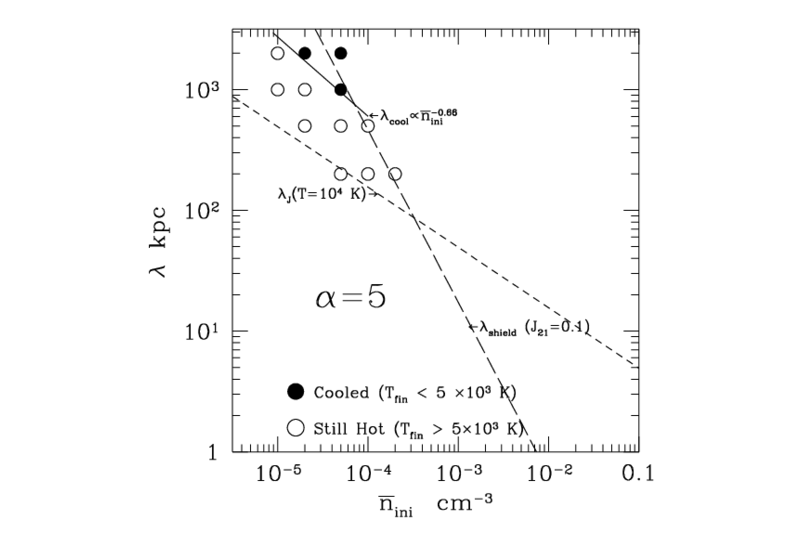 10³
λ_cool ∝ n̅_ini^−0.66
λ_J(T=10⁴ K)→
10²
λ kpc
α=5
←λ_shield (J₂₁=0.1)
10¹
Cooled (T_fin < 5 ×10³ K)
Still Hot (T_fin > 5×10³ K)
1
10⁻⁵ 10⁻⁴ 10⁻³ 10⁻² 0.1
n̅_ini cm⁻³